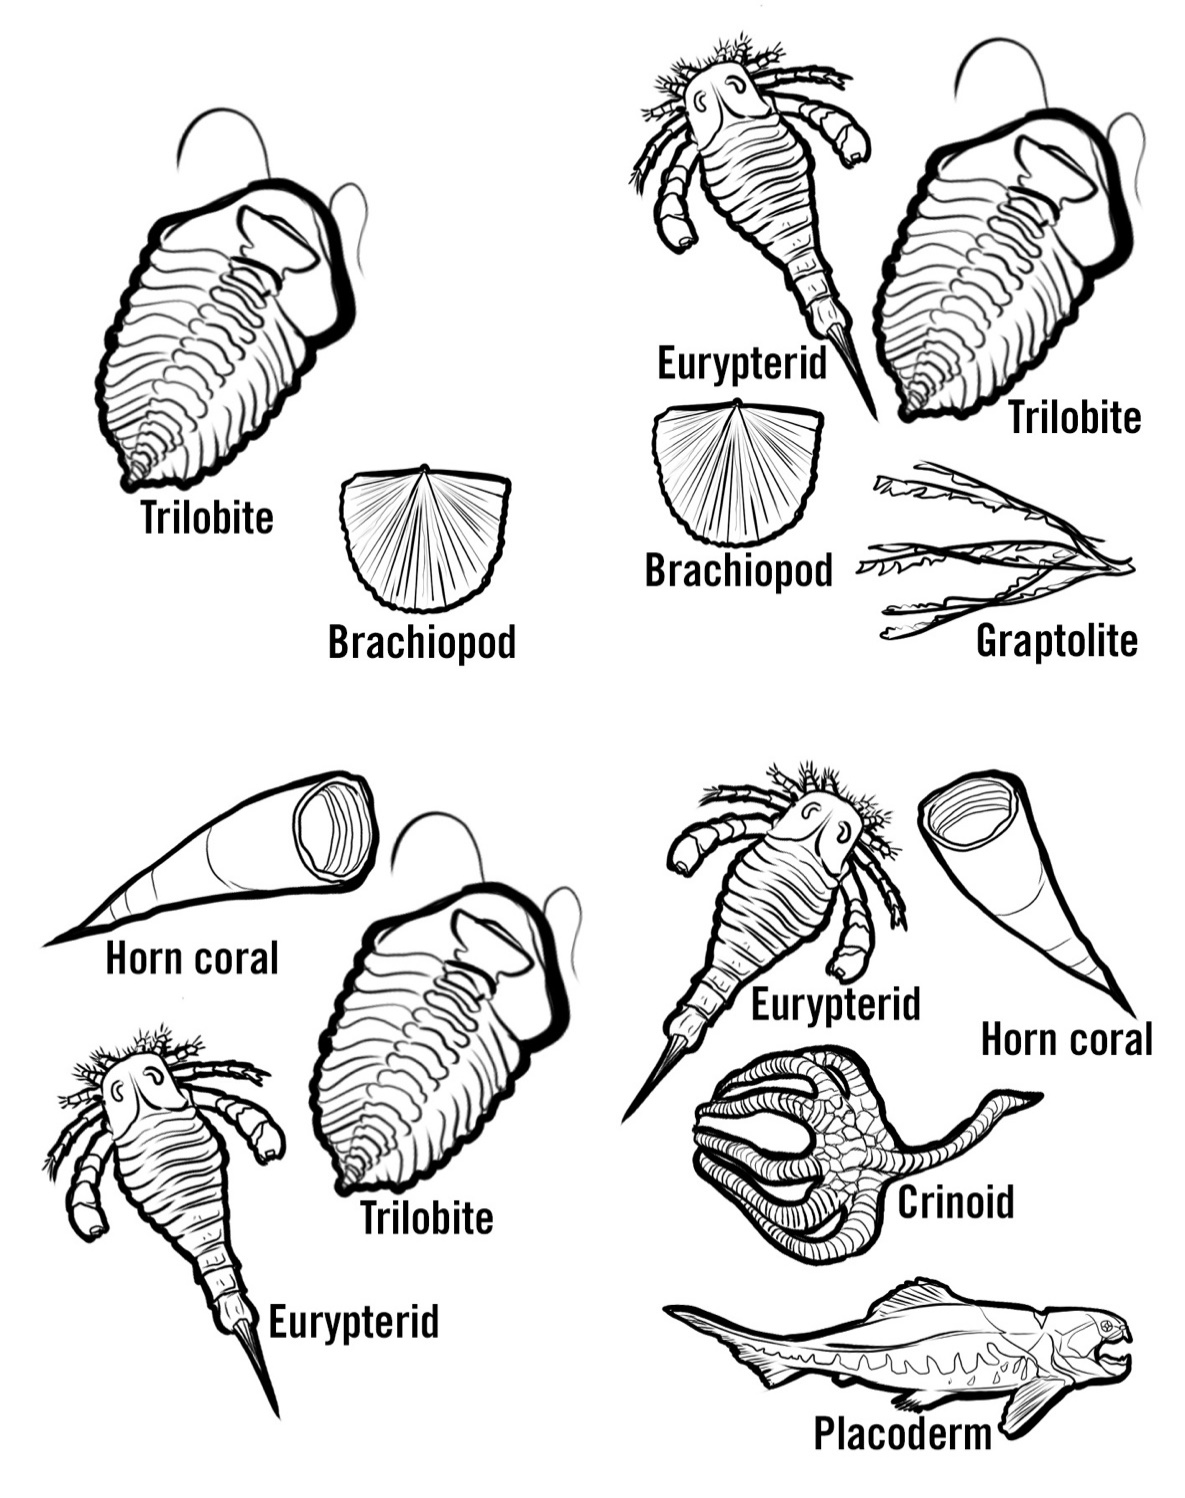 Trilobite
Brachiopod
Eurypterid
Trilobite
Brachiopod
Graptolite
Horn coral
Trilobite
Eurypterid
Eurypterid
Horn coral
Crinoid
Placoderm